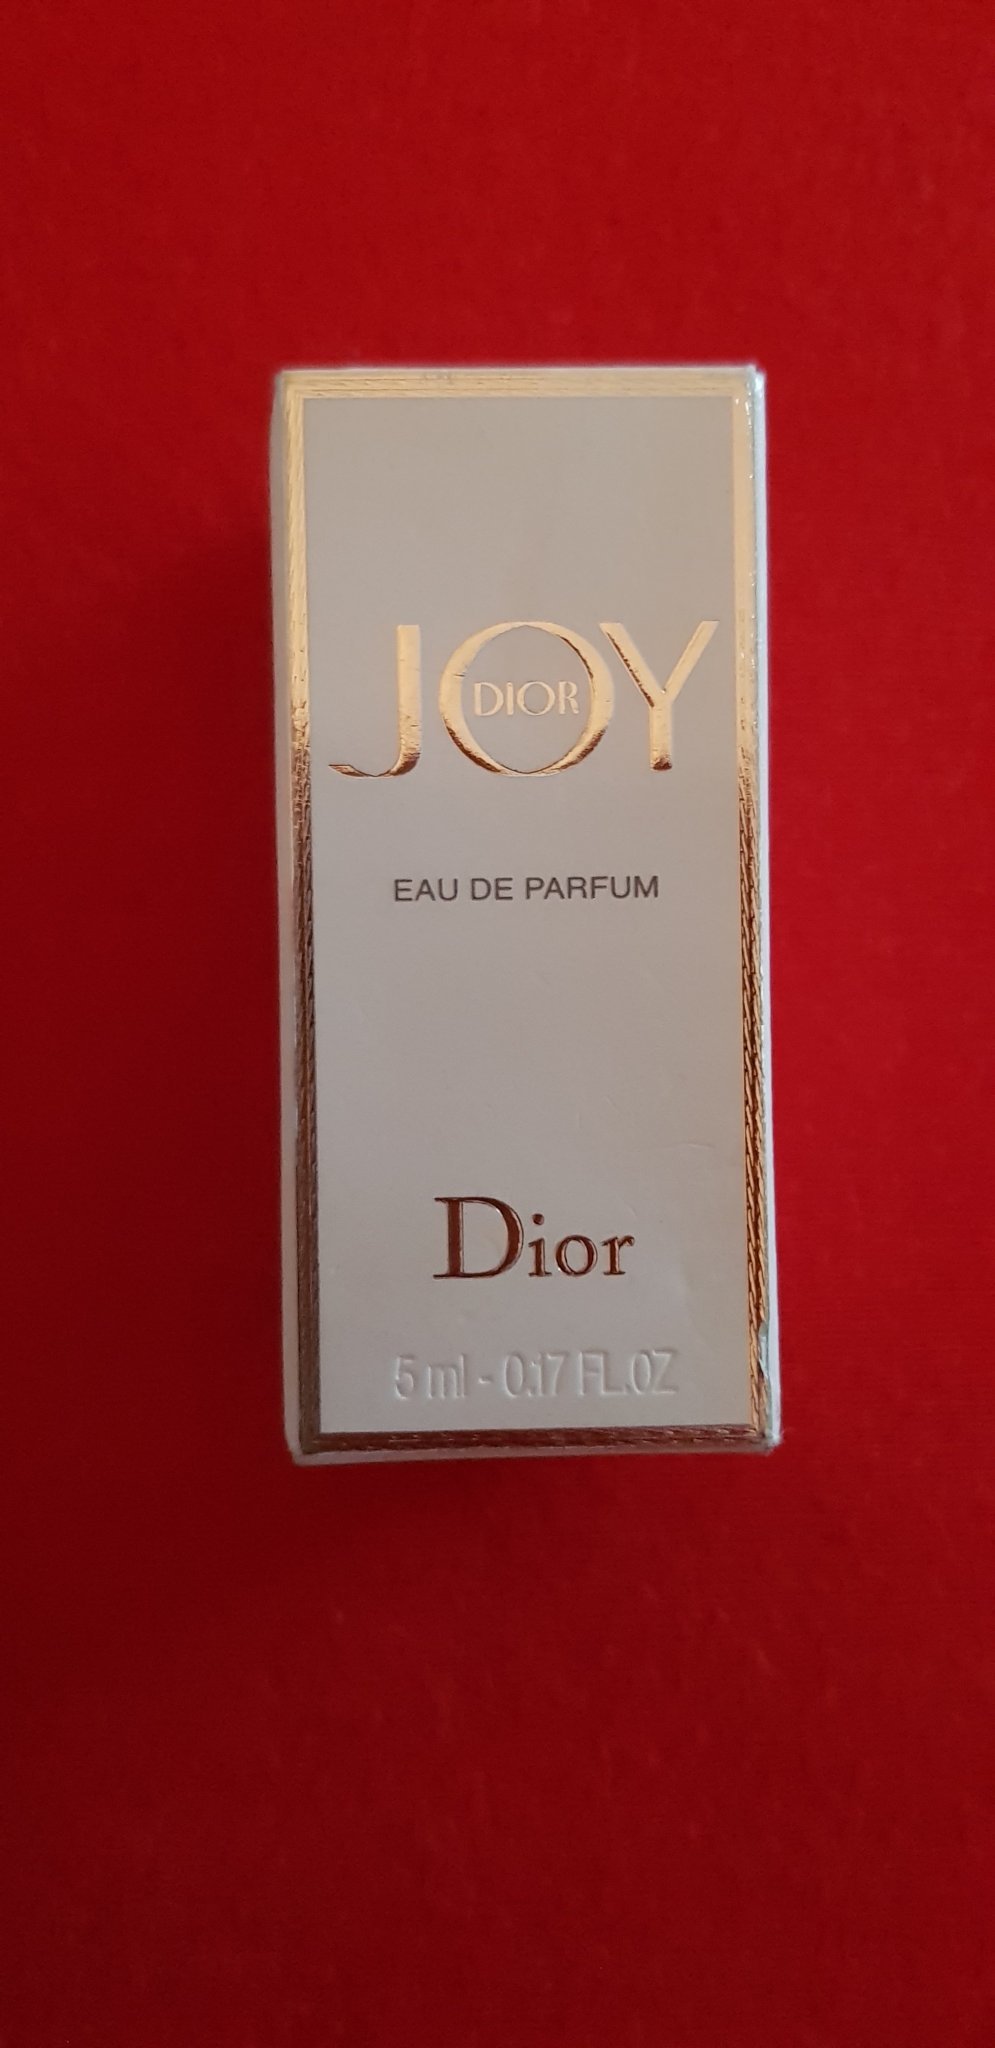 JOY
DIOR
EAU DE PARFUM
Dior
5 ml - 0.17 FL.OZ